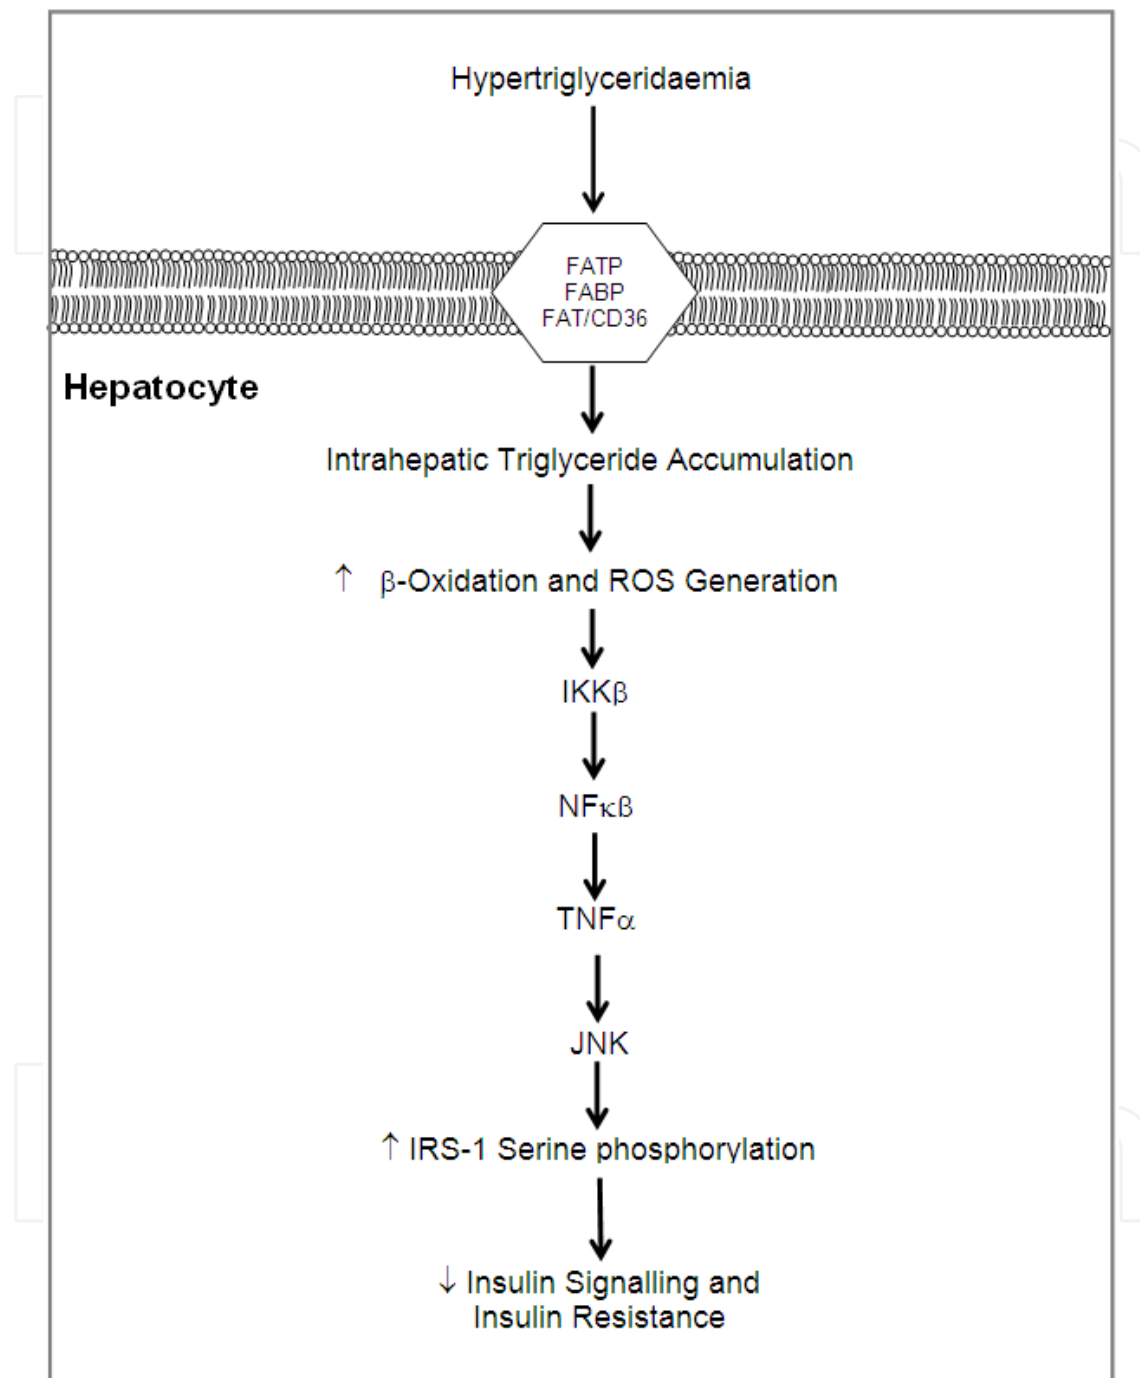 Hypertriglyceridaemia
FATP
FABP
FAT/CD36
Hepatocyte
Intrahepatic Triglyceride Accumulation
↑ β-Oxidation and ROS Generation
IKKβ
NFκβ
TNFα
JNK
↑ IRS-1 Serine phosphorylation
↓ Insulin Signalling and
Insulin Resistance